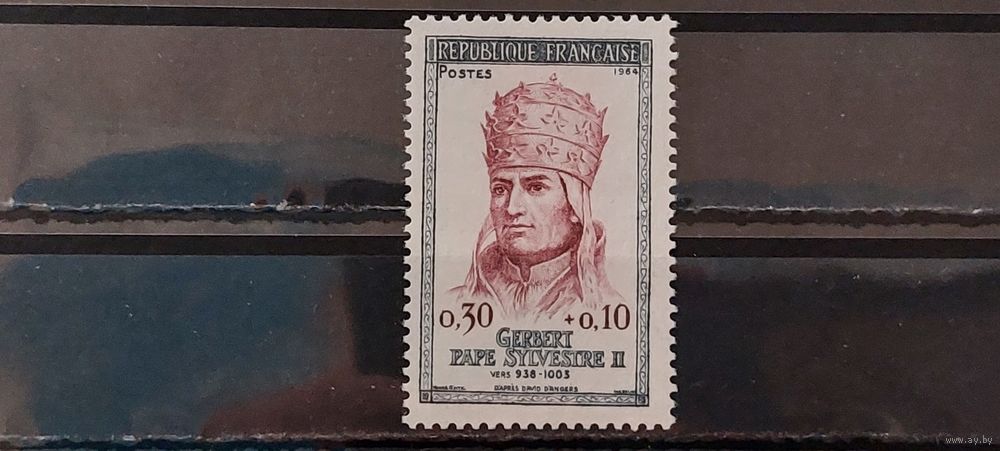 REPUBLIQUE FRANÇAISE
POSTES 1964
0,30 +0,10
GERBERT
PAPE SYLVESTRE II
VERS 938-1003
D'APRÈS DAVID D'ANGERS
www.ay.by